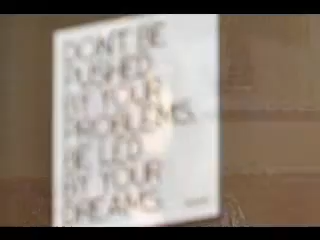 DON'T BE
PUSHED
BY YOUR
PROBLEMS.
BE LED
BY YOUR
DREAMS.